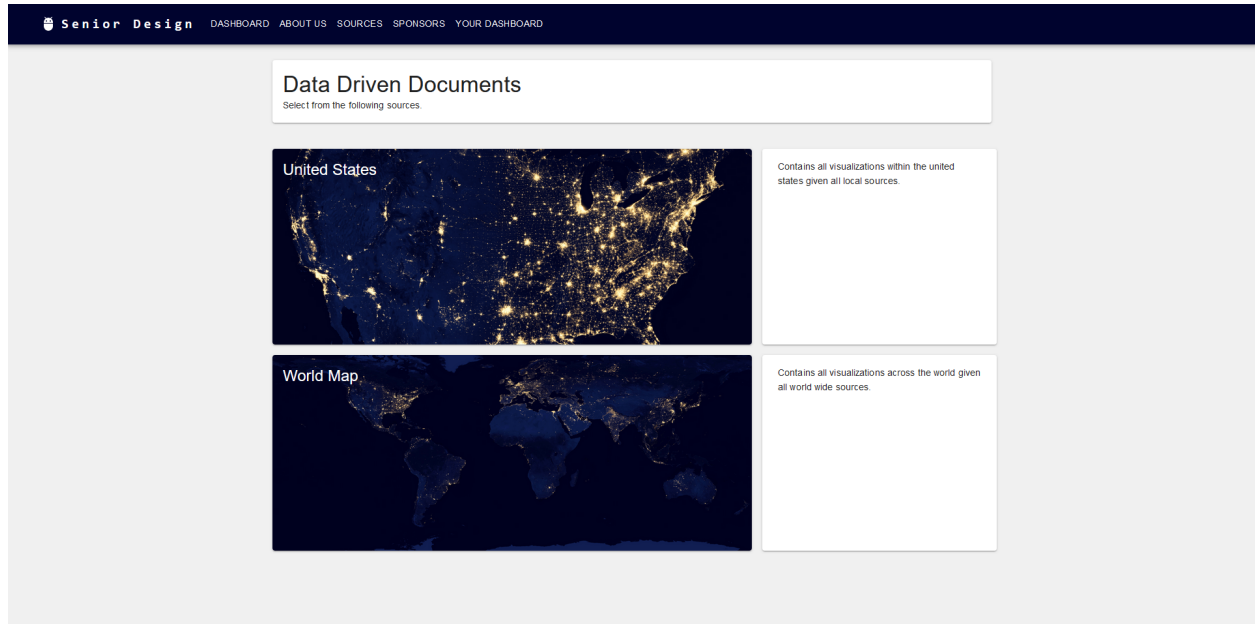 Senior Design DASHBOARD ABOUT US SOURCES SPONSORS YOUR DASHBOARD
Data Driven Documents
Select from the following sources.
United States
Contains all visualizations within the united
states given all local sources.
World Map
Contains all visualizations across the world given
all world wide sources.